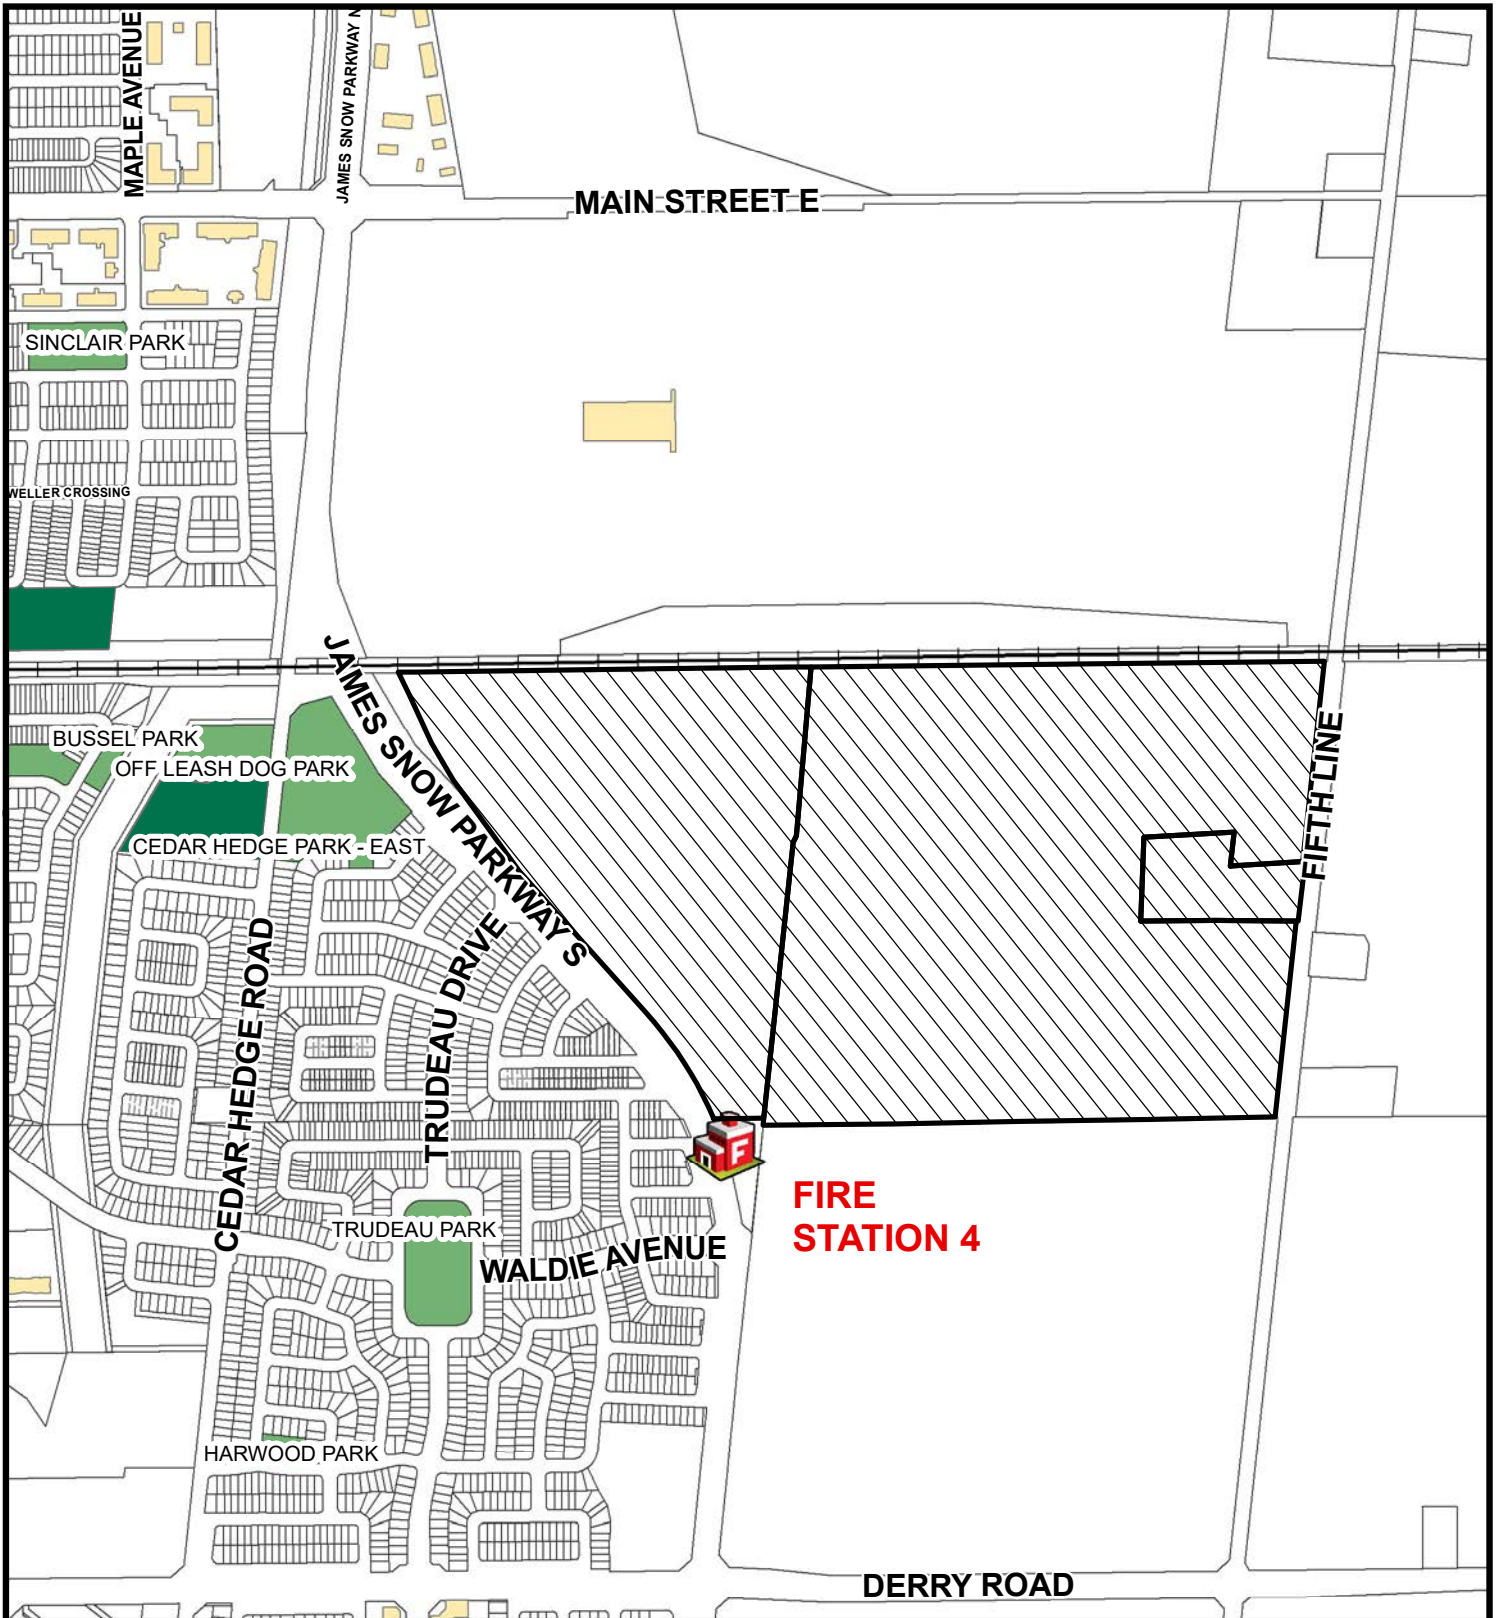 MAPLE AVENUE
JAMES SNOW PARKWAY N
MAIN STREET E
SINCLAIR PARK
WELLER CROSSING
JAMES SNOW PARKWAY S
BUSSEL PARK
OFF LEASH DOG PARK
CEDAR HEDGE PARK - EAST
FIFTH LINE
CEDAR HEDGE ROAD
TRUDEAU DRIVE
F
FIRE
STATION 4
TRUDEAU PARK
WALDIE AVENUE
HARWOOD PARK
DERRY ROAD